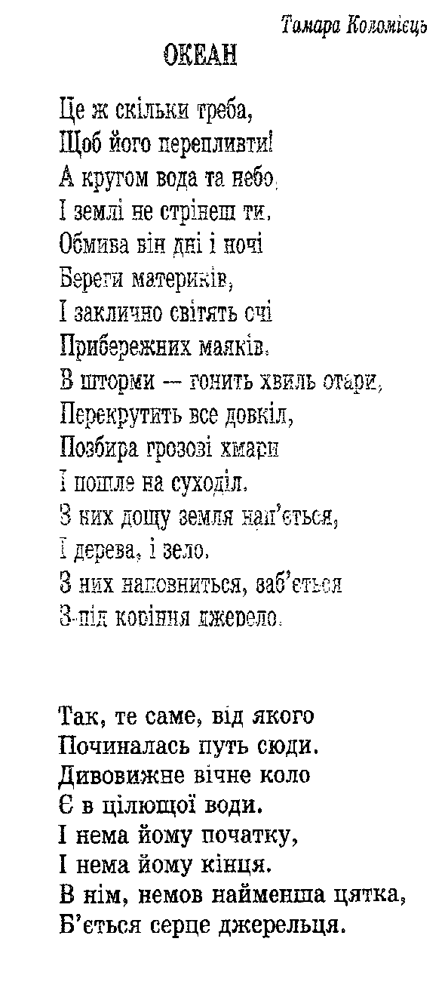 Тамара Коломієць
ОКЕАН
Це ж скільки треба,
Щоб його перепливти!
А кругом вода та небо,
І землі не стрінеш ти.
Обмива він дні і ночі
Береги материків,
І заклично світять очі
Прибережних маяків.
В шторми — гонить хвиль отари,
Перекрутить все довкіл,
Позбира грозові хмари
І пошле на суходіл.
З них дощу земля нап’ється,
І дерева, і зело.
З них наповниться, заб’ється
З-під коріння джерело.
Так, те саме, від якого
Починалась путь сюди.
Дивовижне вічне коло
Є в цілющої води.
І нема йому початку,
І нема йому кінця.
В нім, немов найменша цятка,
Б’ється серце джерельця.